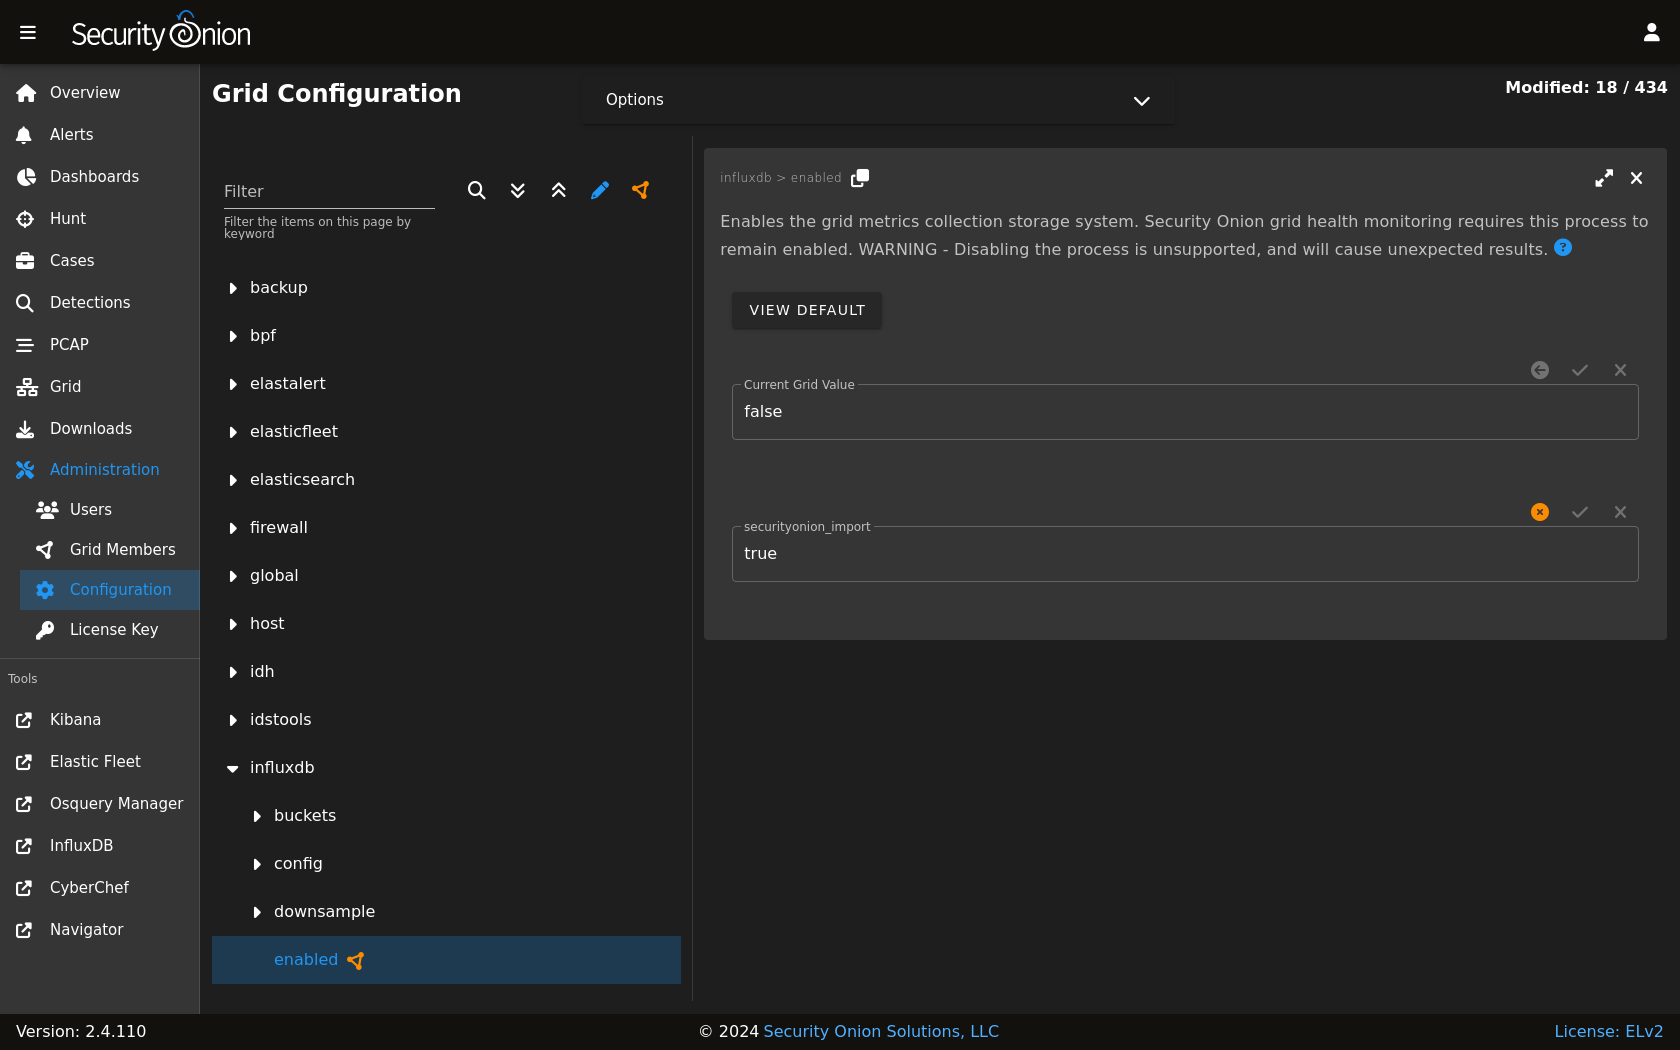 Security Onion
Overview
Alerts
Dashboards
Hunt
Cases
Detections
PCAP
Grid
Downloads
Administration
Users
Grid Members
Configuration
License Key
Tools
Kibana
Elastic Fleet
Osquery Manager
InfluxDB
CyberChef
Navigator
Grid Configuration
Options
Modified: 18 / 434
Filter
Filter the items on this page by
keyword
backup
bpf
elastalert
elasticfleet
elasticsearch
firewall
global
host
idh
idstools
influxdb
buckets
config
downsample
enabled
influxdb > enabled
Enables the grid metrics collection storage system. Security Onion grid health monitoring requires this process to
remain enabled. WARNING - Disabling the process is unsupported, and will cause unexpected results.
VIEW DEFAULT
Current Grid Value
false
securityonion_import
true
Version: 2.4.110
© 2024 Security Onion Solutions, LLC
License: ELv2